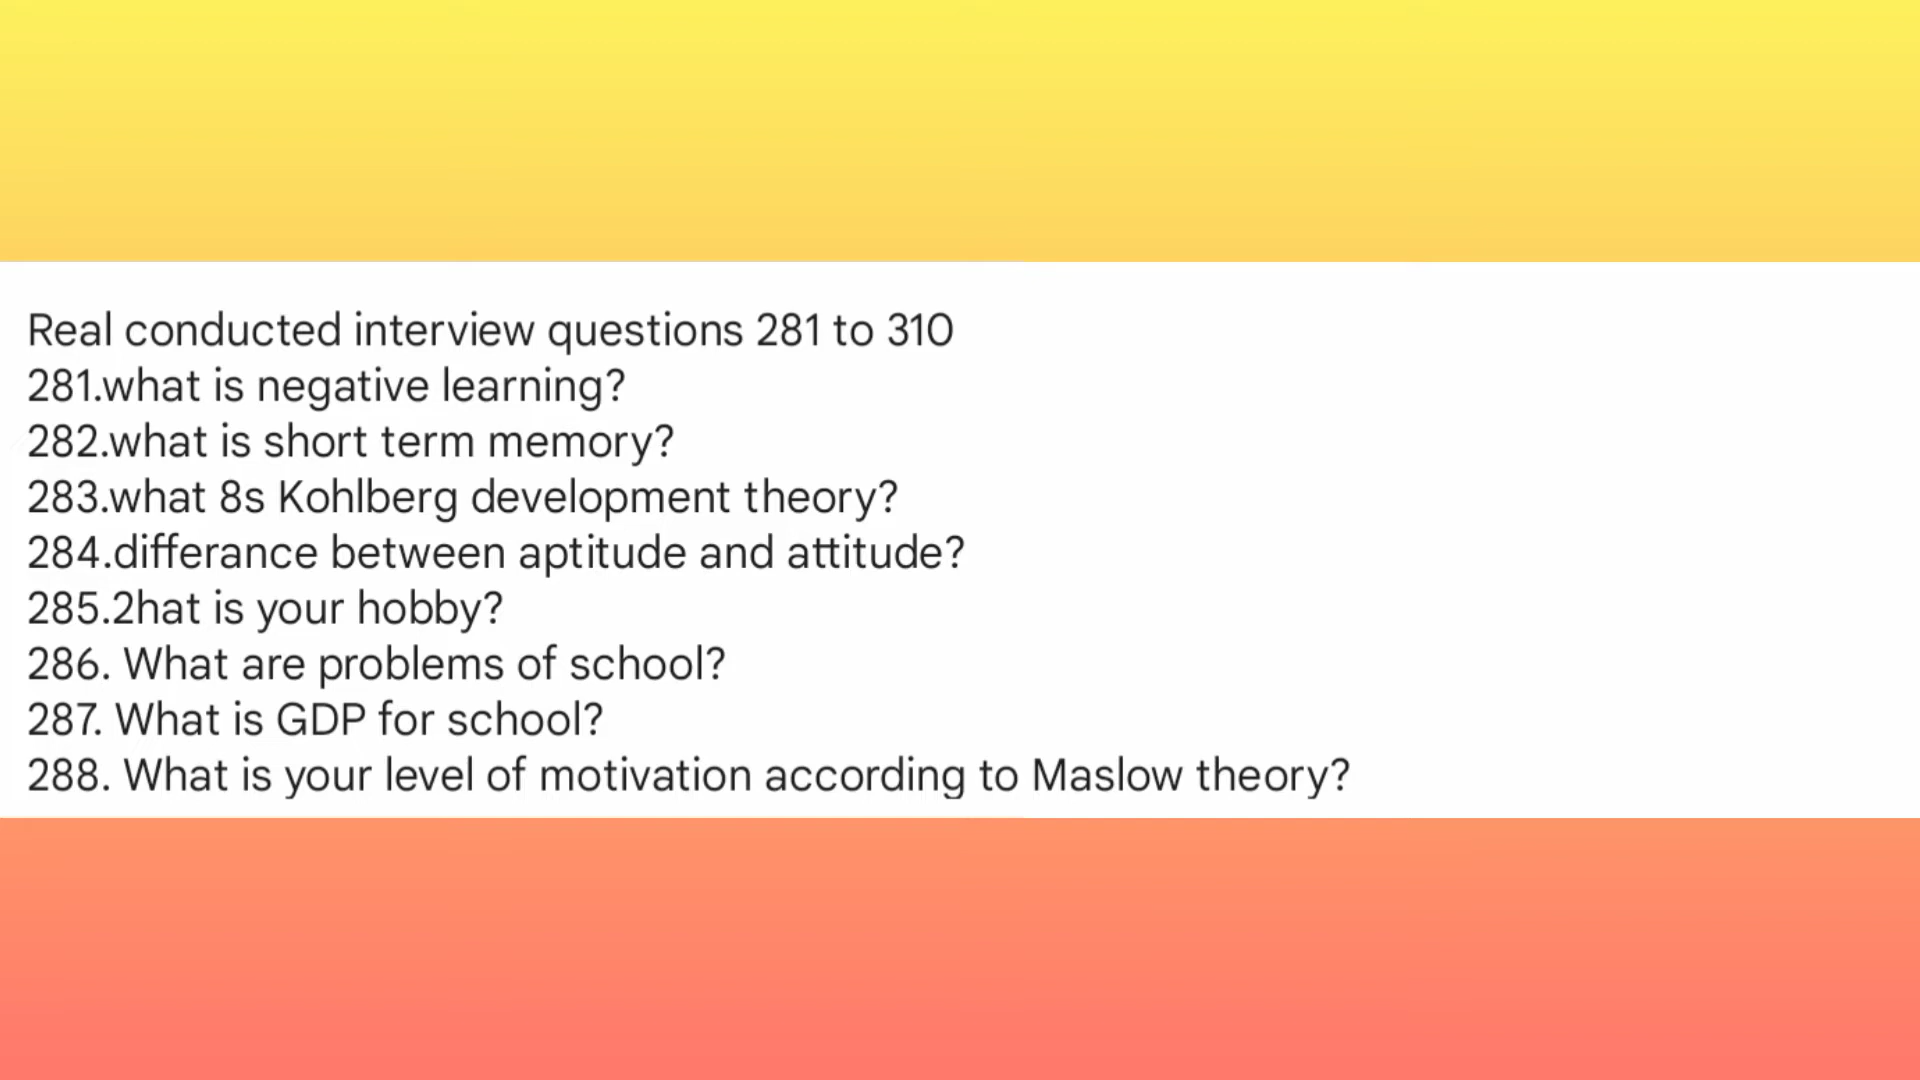 Real conducted interview questions 281 to 310
281.what is negative learning?
282.what is short term memory?
283.what 8s Kohlberg development theory?
284.differance between aptitude and attitude?
285.2hat is your hobby?
286. What are problems of school?
287. What is GDP for school?
288. What is your level of motivation according to Maslow theory?